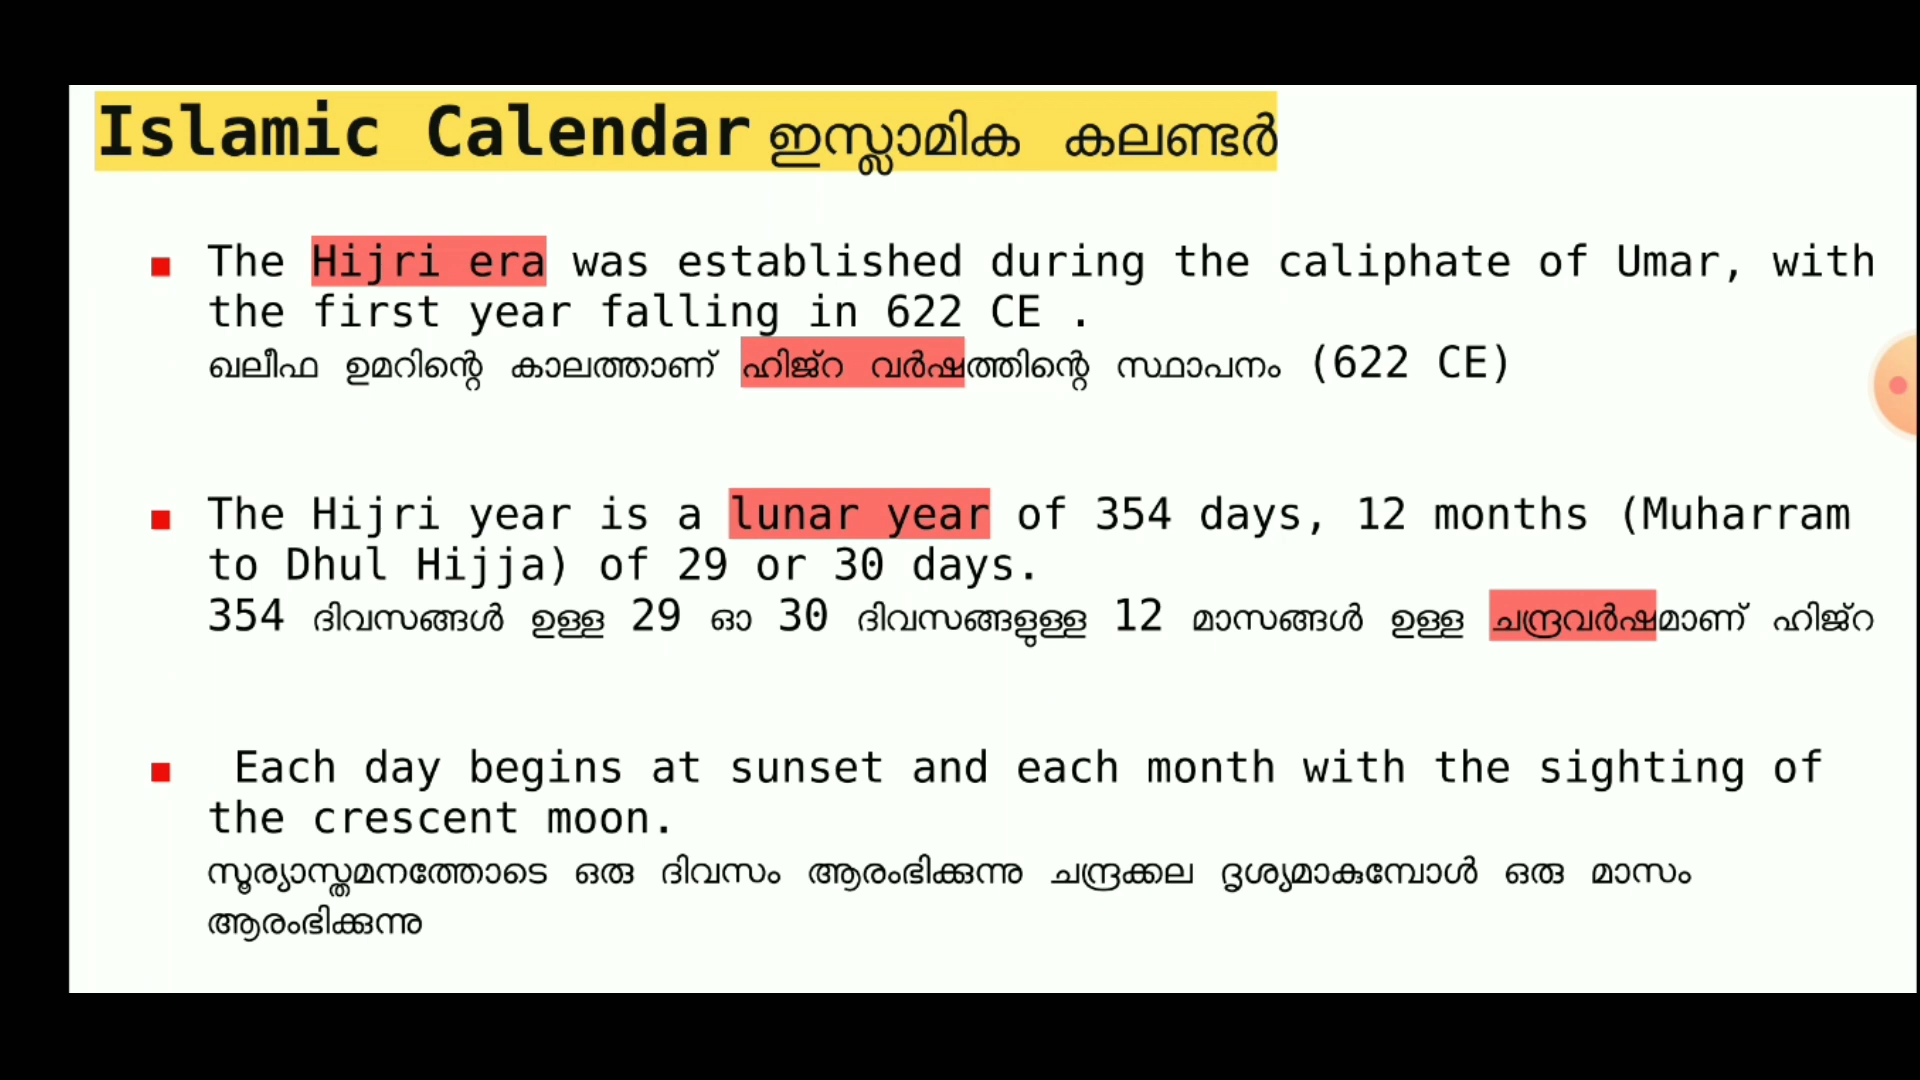 Islamic Calendar ഇസ്ലാമിക കലണ്ടർ
▪ The Hijri era was established during the caliphate of Umar, with
the first year falling in 622 CE .
ഖലീഫ ഉമറിന്റെ കാലത്താണ് ഹിജ്റ വർഷത്തിന്റെ സ്ഥാപനം (622 CE)
▪ The Hijri year is a lunar year of 354 days, 12 months (Muharram
to Dhul Hijja) of 29 or 30 days.
354 ദിവസങ്ങൾ ഉള്ള 29 ഓ 30 ദിവസങ്ങളുള്ള 12 മാസങ്ങൾ ഉള്ള ചന്ദ്രവർഷമാണ് ഹിജ്റ
▪ Each day begins at sunset and each month with the sighting of
the crescent moon.
സൂര്യാസ്തമനത്തോടെ ഒരു ദിവസം ആരംഭിക്കുന്നു ചന്ദ്രക്കല ദൃശ്യമാകുമ്പോൾ ഒരു മാസം
ആരംഭിക്കുന്നു